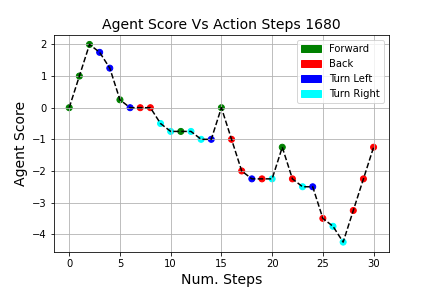 Agent Score Vs Action Steps 1680
Forward
Back
Turn Left
Turn Right
2
1
0
−1
−2
−3
−4
Agent Score
0 5 10 15 20 25 30
Num. Steps